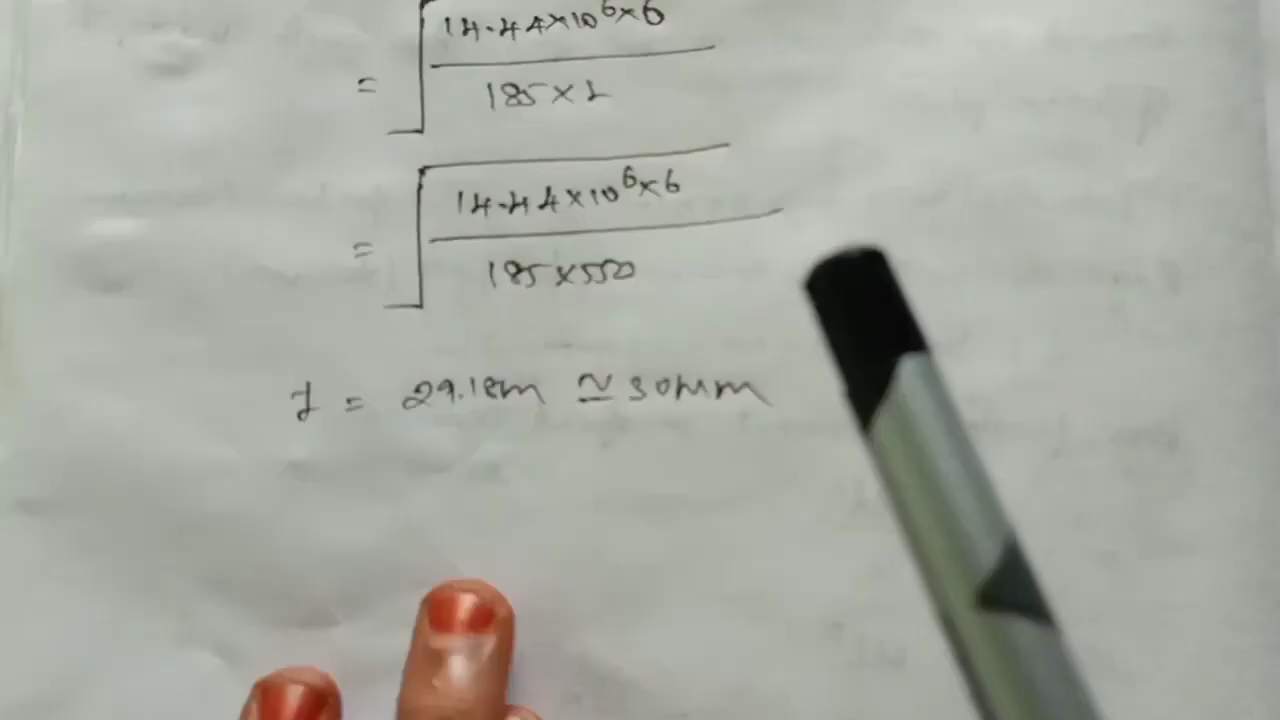 = √(14.44×10⁶×6 / 185×L)
= √(14.44×10⁶×6 / 185×550)
t = 29.18m ≃ 30mm